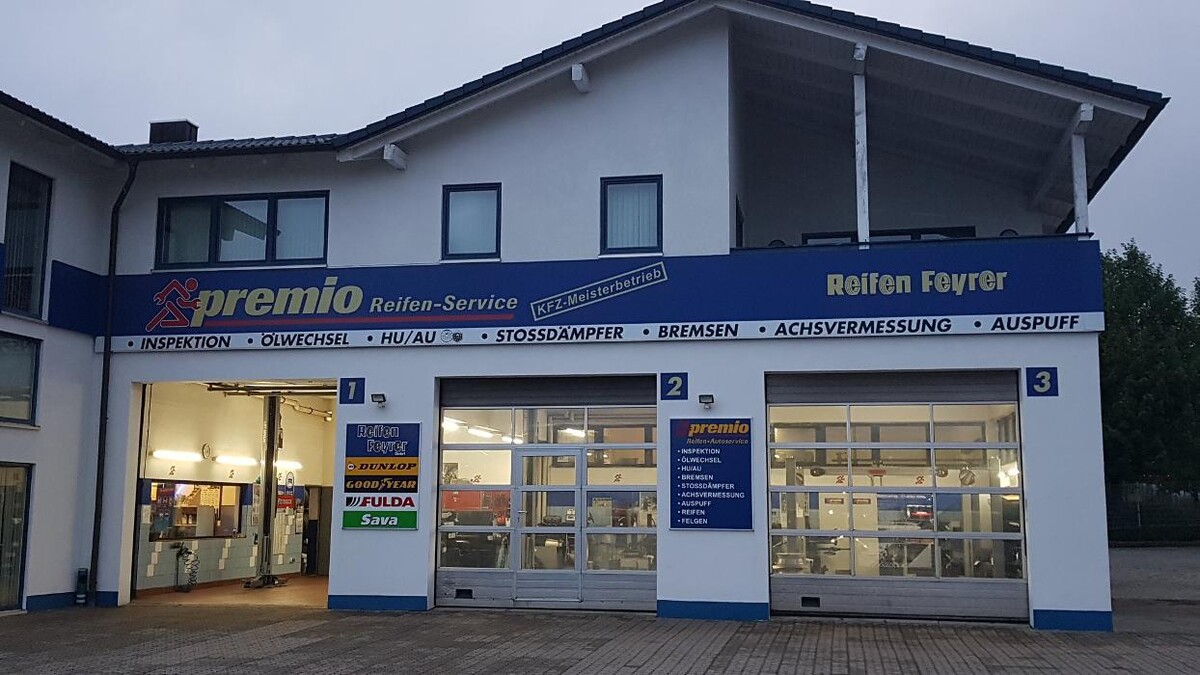 premio Reifen-Service KFZ-Meisterbetrieb Reifen Feyrer
• INSPEKTION • ÖLWECHSEL • HU/AU • STOSSDÄMPFER • BREMSEN • ACHSVERMESSUNG • AUSPUFF
1
2
3
Reifen
Feyrer
DUNLOP
GOODYEAR
FULDA
Sava
premio
Reifen+Autoservice
• INSPEKTION
• ÖLWECHSEL
• HU/AU
• BREMSEN
• STOSSDÄMPFER
• ACHSVERMESSUNG
• AUSPUFF
• REIFEN
• FELGEN